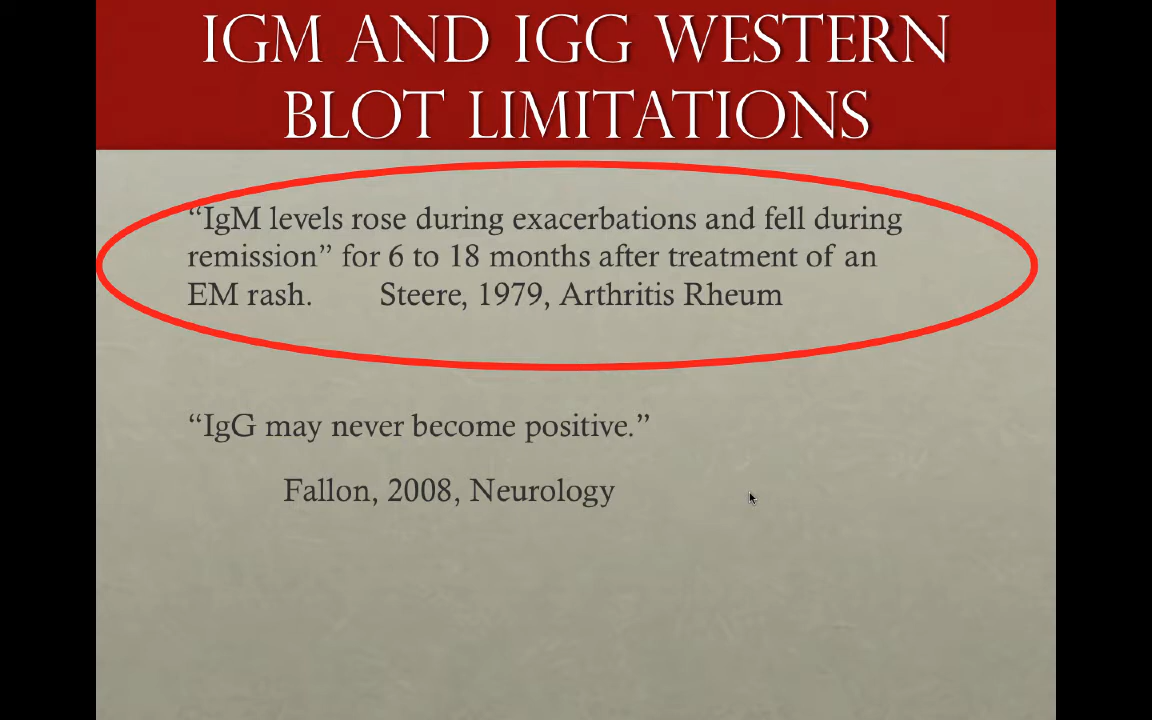 IGM AND IGG WESTERN
BLOT LIMITATIONS
“IgM levels rose during exacerbations and fell during
remission” for 6 to 18 months after treatment of an
EM rash. Steere, 1979, Arthritis Rheum
“IgG may never become positive.”
Fallon, 2008, Neurology